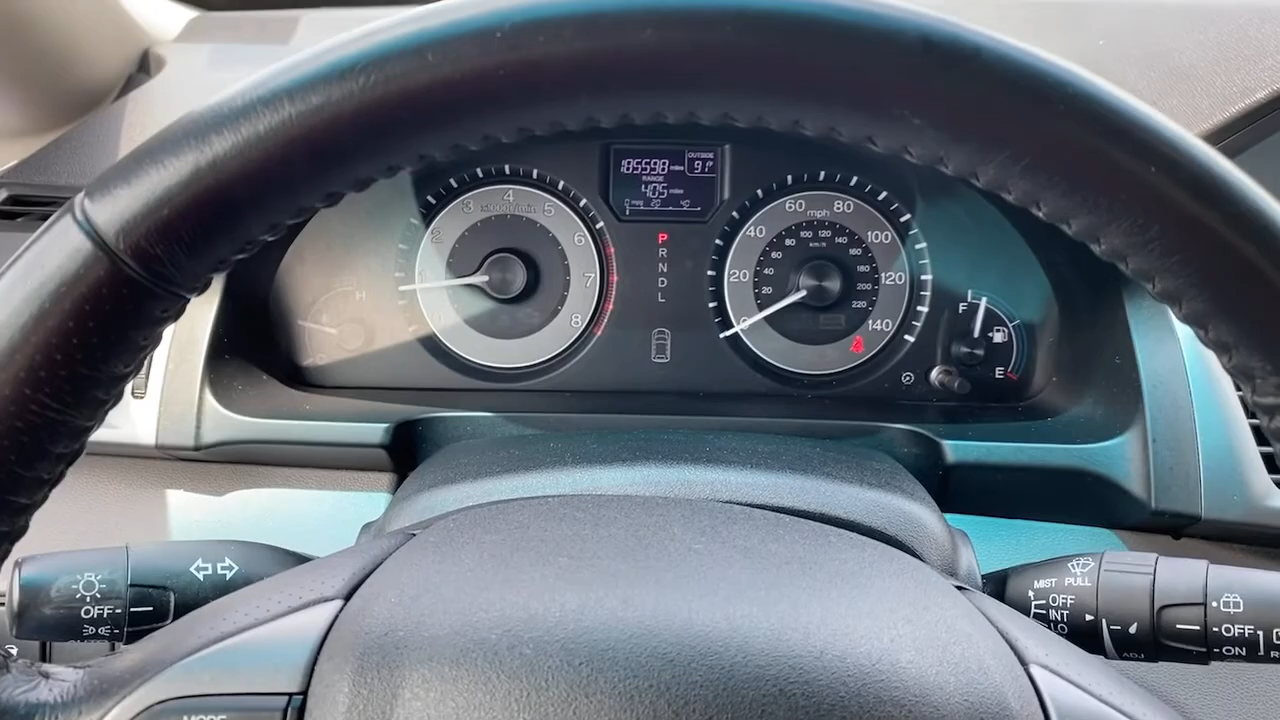 185598 miles
OUTSIDE
91°
RANGE
405 miles
0 mpg 20 40
1 2 3 4 5 6 7 8
P
R
N
D
L
H
C
mph
0 20 40 60 80 100 120 140
km/h
20 40 60 80 100 120 140 160 180 200 220
F
E
OFF
MIST PULL
OFF
INT
LO
ADJ
OFF
ON
MODE